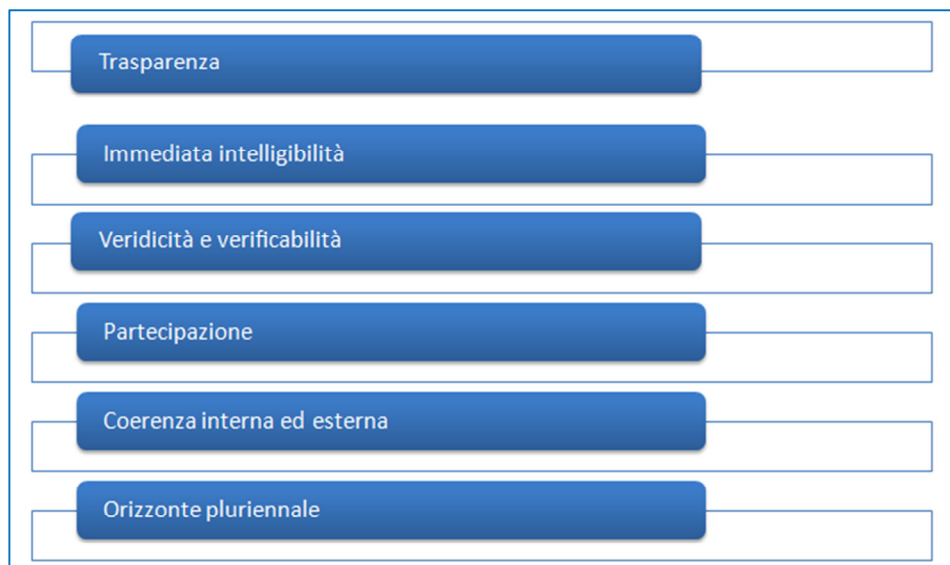 Trasparenza
Immediata intelligibilità
Veridicità e verificabilità
Partecipazione
Coerenza interna ed esterna
Orizzonte pluriennale